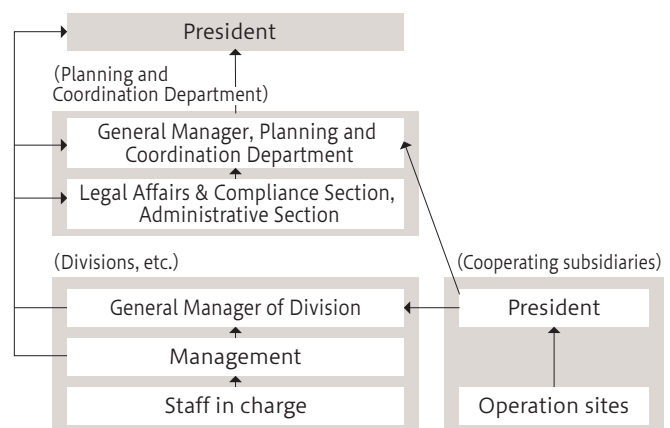 President
(Planning and
Coordination Department)
General Manager, Planning and
Coordination Department
Legal Affairs & Compliance Section,
Administrative Section
(Divisions, etc.)
General Manager of Division
Management
Staff in charge
(Cooperating subsidiaries)
President
Operation sites